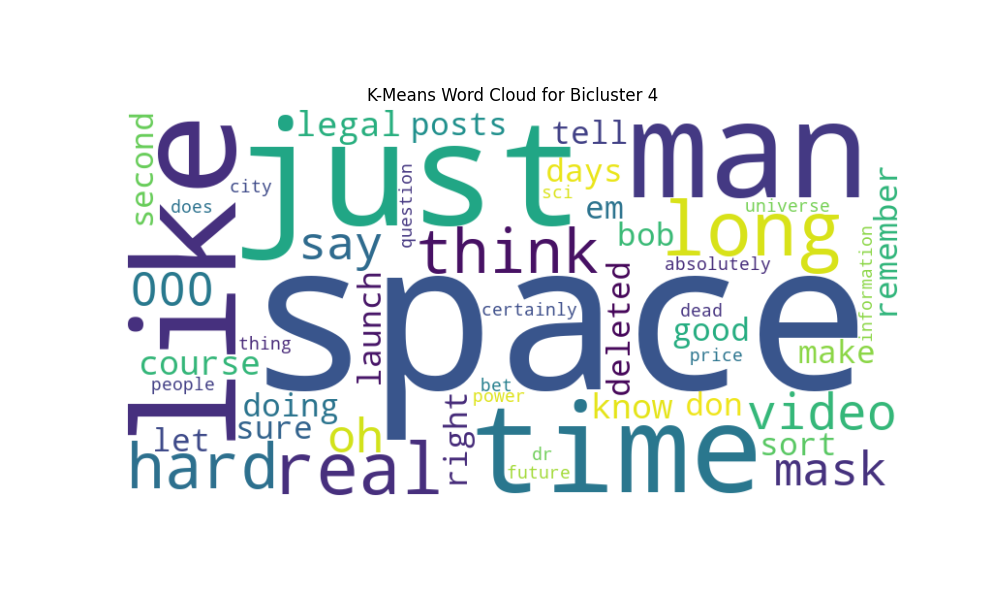 K-Means Word Cloud for Bicluster 4
second
like
just
legal
posts
tell
man
city
does
question
days
sci
em
bob
long
universe
remember
say
think
absolutely
information
000
space
launch
certainly
deleted
dead
good
price
make
thing
course
people
bet
power
doing
sure
let
oh
right
time
know
don
video
sort
hard
real
dr
future
mask